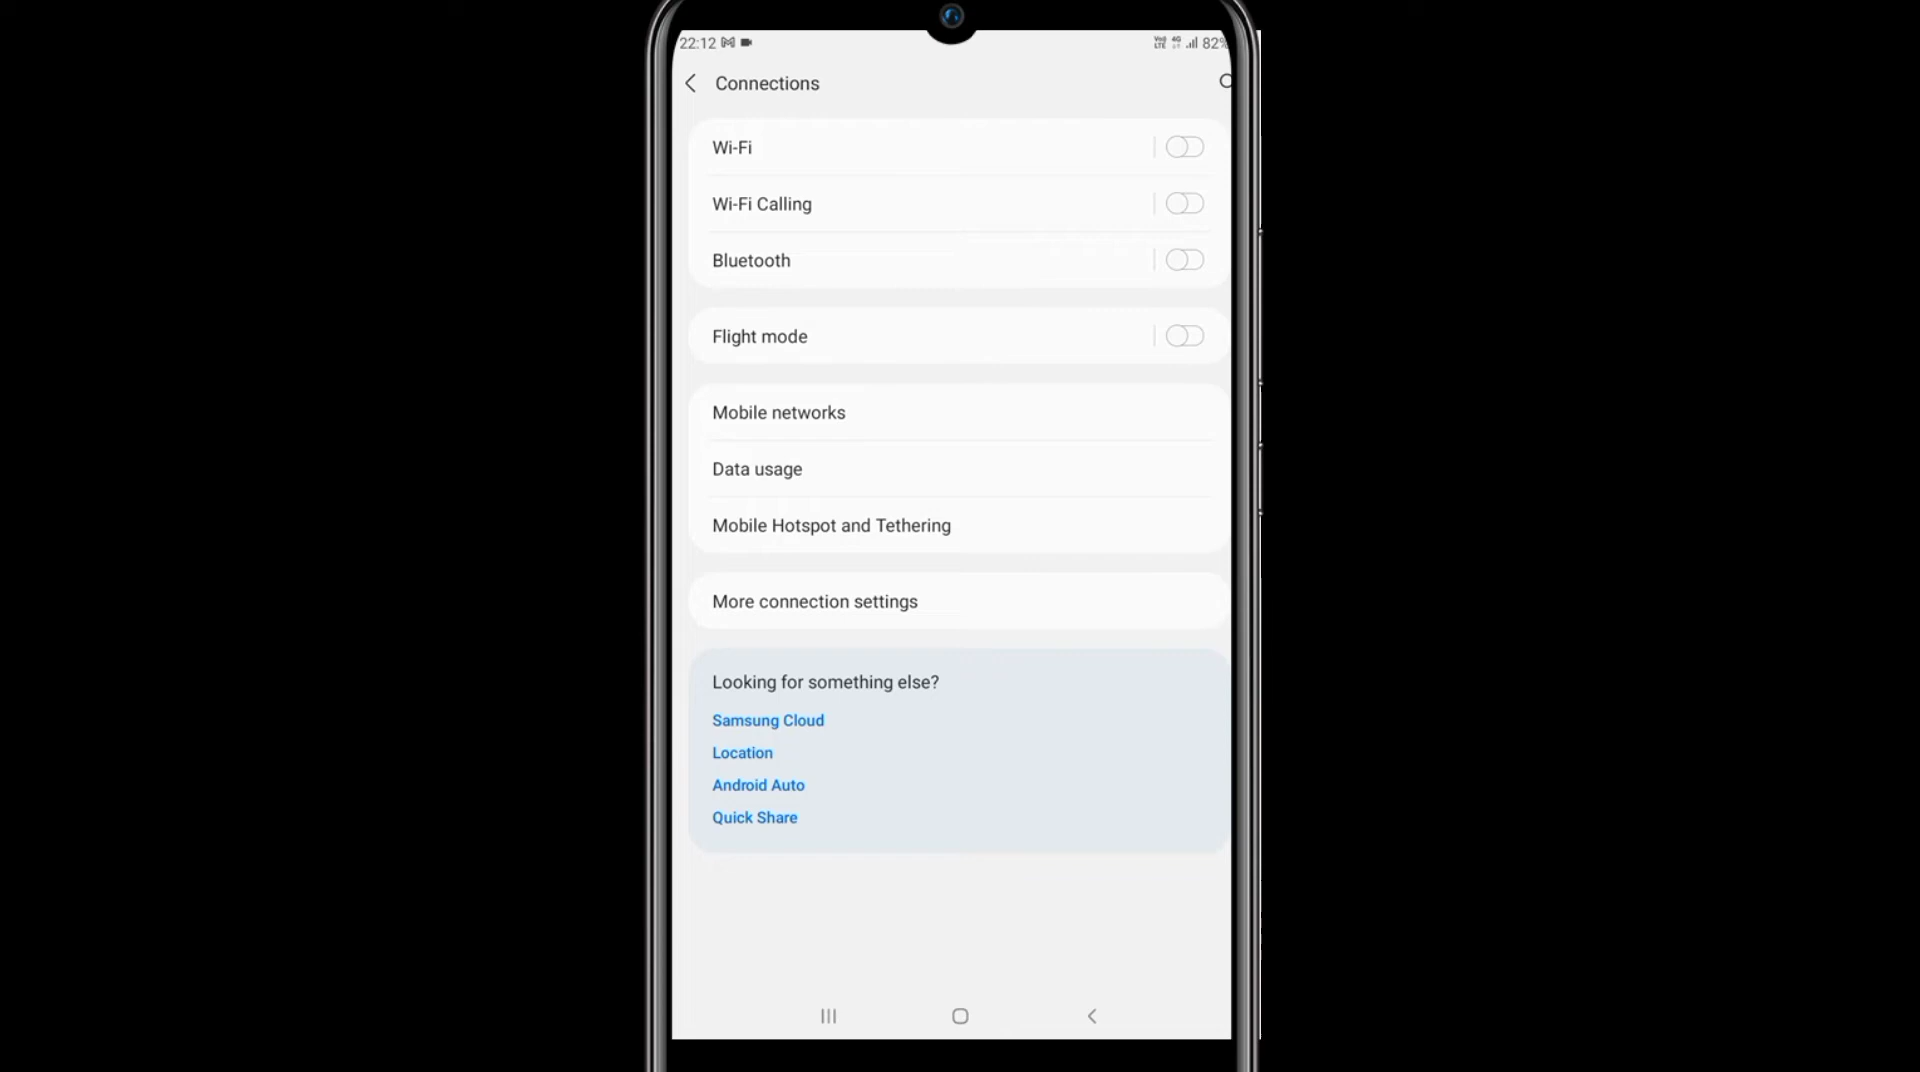 22:12 82%
Connections
Wi-Fi
Wi-Fi Calling
Bluetooth
Flight mode
Mobile networks
Data usage
Mobile Hotspot and Tethering
More connection settings
Looking for something else?
Samsung Cloud
Location
Android Auto
Quick Share